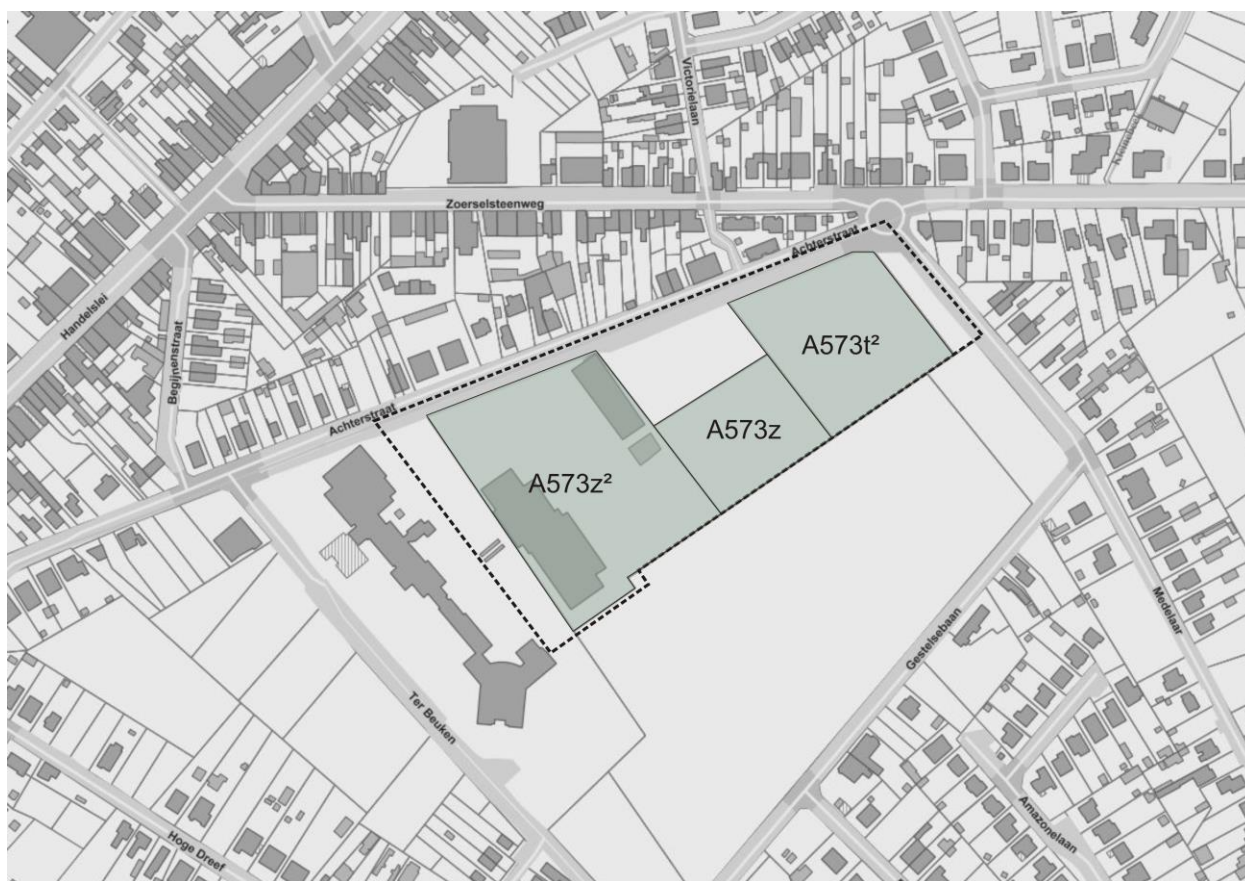 Victorielaan
Zoerselsteenweg
Achterstraat
Handelslei
Begijnenstraat
A573t²
A573z
Achterstraat
A573z²
Medelaar
Gestelsebaan
Ter Beuken
Amazonelaan
Hoge Dreef